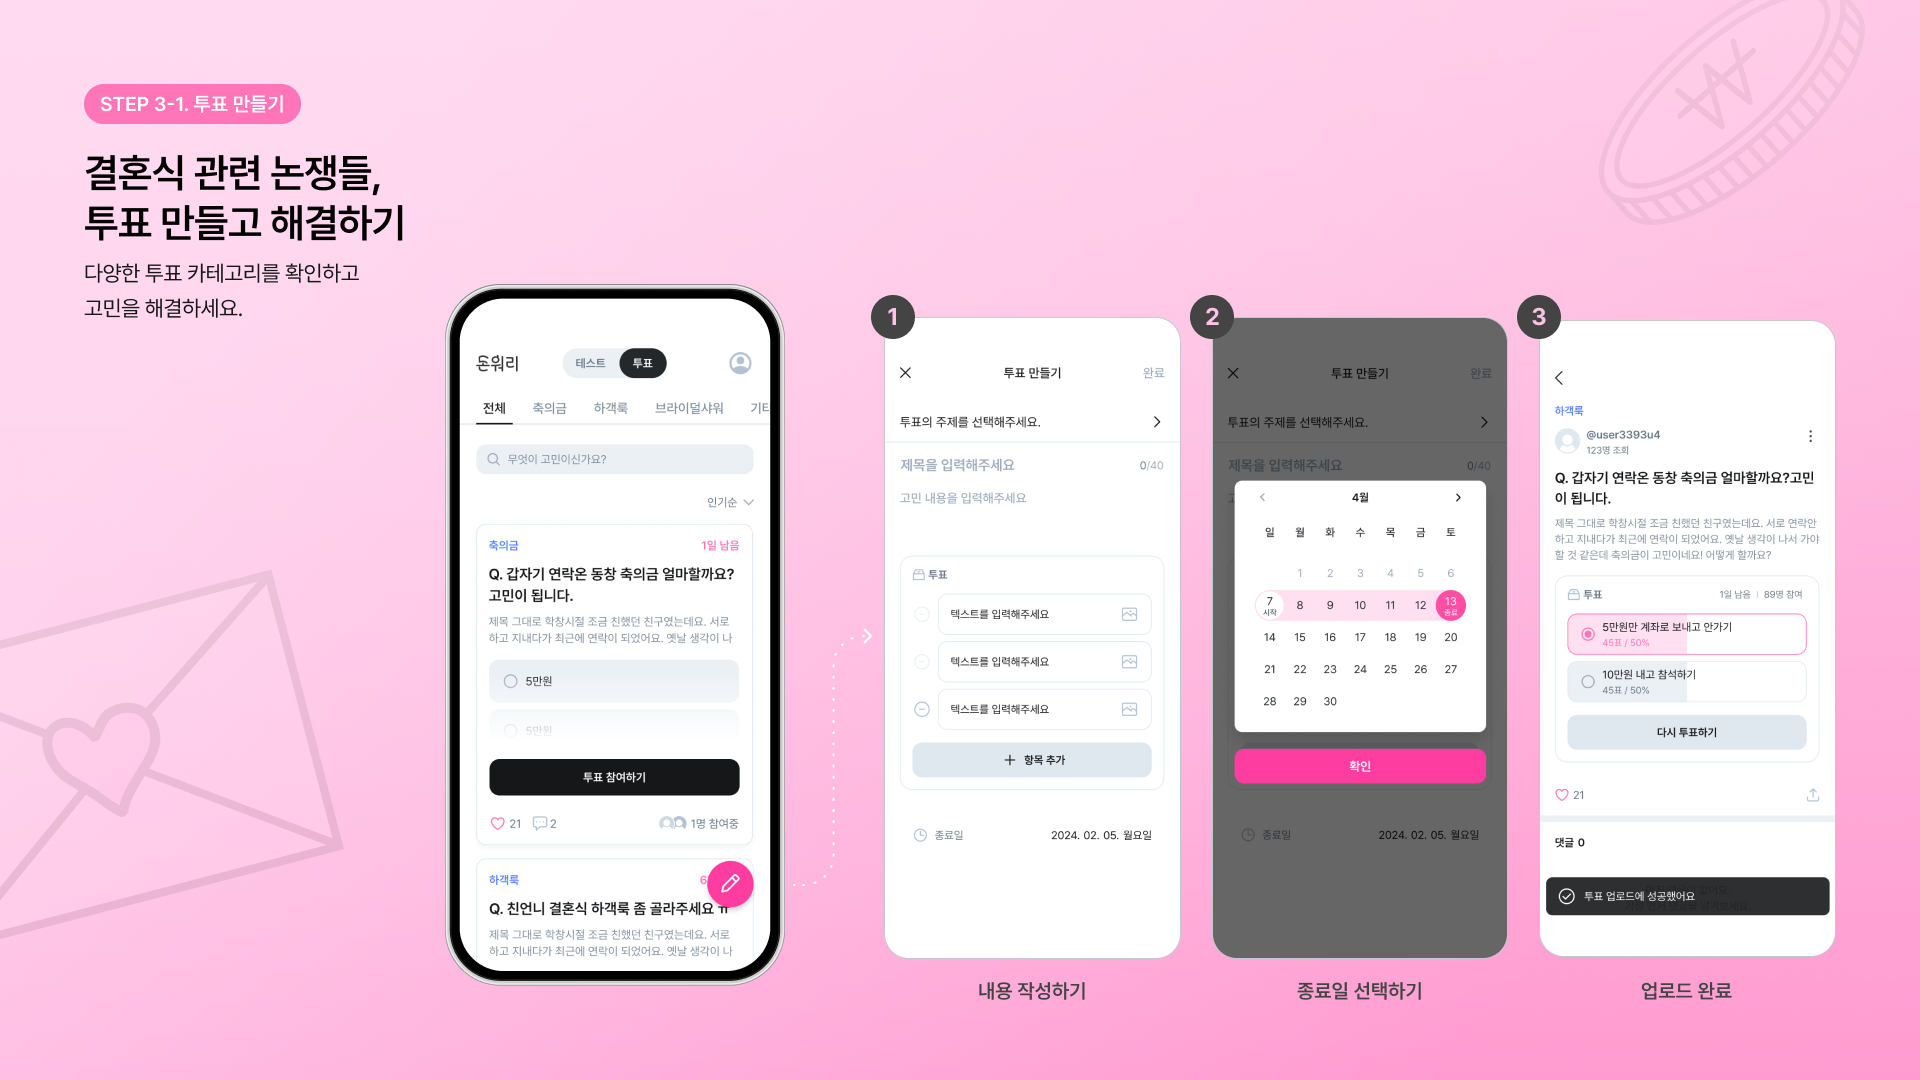 STEP 3-1. 투표 만들기
결혼식 관련 논쟁들,
투표 만들고 해결하기
다양한 투표 카테고리를 확인하고
고민을 해결하세요.
돈워리
테스트 투표
전체 축의금 하객룩 브라이덜샤워 기타
무엇이 고민이신가요?
인기순
축의금 1일 남음
Q. 갑자기 연락온 동창 축의금 얼마할까요?
고민이 됩니다.
제목 그대로 학창시절 조금 친했던 친구였는데요. 서로
하고 지내다가 최근에 연락이 되었어요. 옛날 생각이 나
5만원
5만원
투표 참여하기
21 2 1명 참여중
하객룩 6
Q. 친언니 결혼식 하객룩 좀 골라주세요 ㅠ
제목 그대로 학창시절 조금 친했던 친구였는데요. 서로
하고 지내다가 최근에 연락이 되었어요. 옛날 생각이 나
1
투표 만들기 완료
투표의 주제를 선택해주세요.
제목을 입력해주세요 0/40
고민 내용을 입력해주세요
투표
텍스트를 입력해주세요
텍스트를 입력해주세요
텍스트를 입력해주세요
항목 추가
종료일 2024. 02. 05. 월요일
내용 작성하기
2
투표 만들기 완료
투표의 주제를 선택해주세요.
제목을 입력해주세요 0/40
4월
일 월 화 수 목 금 토
1 2 3 4 5 6
7 8 9 10 11 12 13
시작 종료
14 15 16 17 18 19 20
21 22 23 24 25 26 27
28 29 30
확인
종료일 2024. 02. 05. 월요일
종료일 선택하기
3
하객룩
@user3393u4
123명 조회
Q. 갑자기 연락온 동창 축의금 얼마할까요?고민
이 됩니다.
제목 그대로 학창시절 조금 친했던 친구였는데요. 서로 연락안
하고 지내다가 최근에 연락이 되었어요. 옛날 생각이 나서 가야
할 것 같은데 축의금이 고민이네요! 어떻게 할까요?
투표 1일 남음 | 89명 참여
5만원만 계좌로 보내고 안가기
45표 / 50%
10만원 내고 참석하기
45표 / 50%
다시 투표하기
21
댓글 0
투표 업로드에 성공했어요
업로드 완료